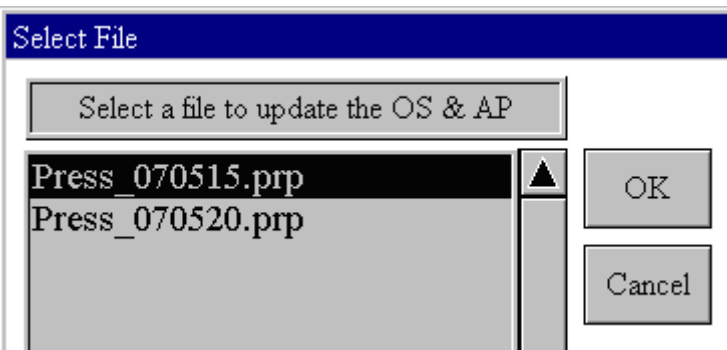 Select File
Select a file to update the OS & AP
Press_070515.prp
Press_070520.prp
OK
Cancel